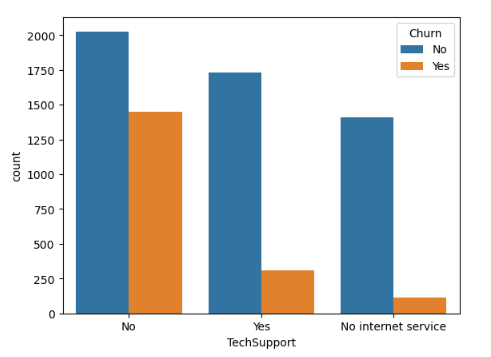 Churn
No
Yes
count
2000
1750
1500
1250
1000
750
500
250
0
No
Yes
No internet service
TechSupport